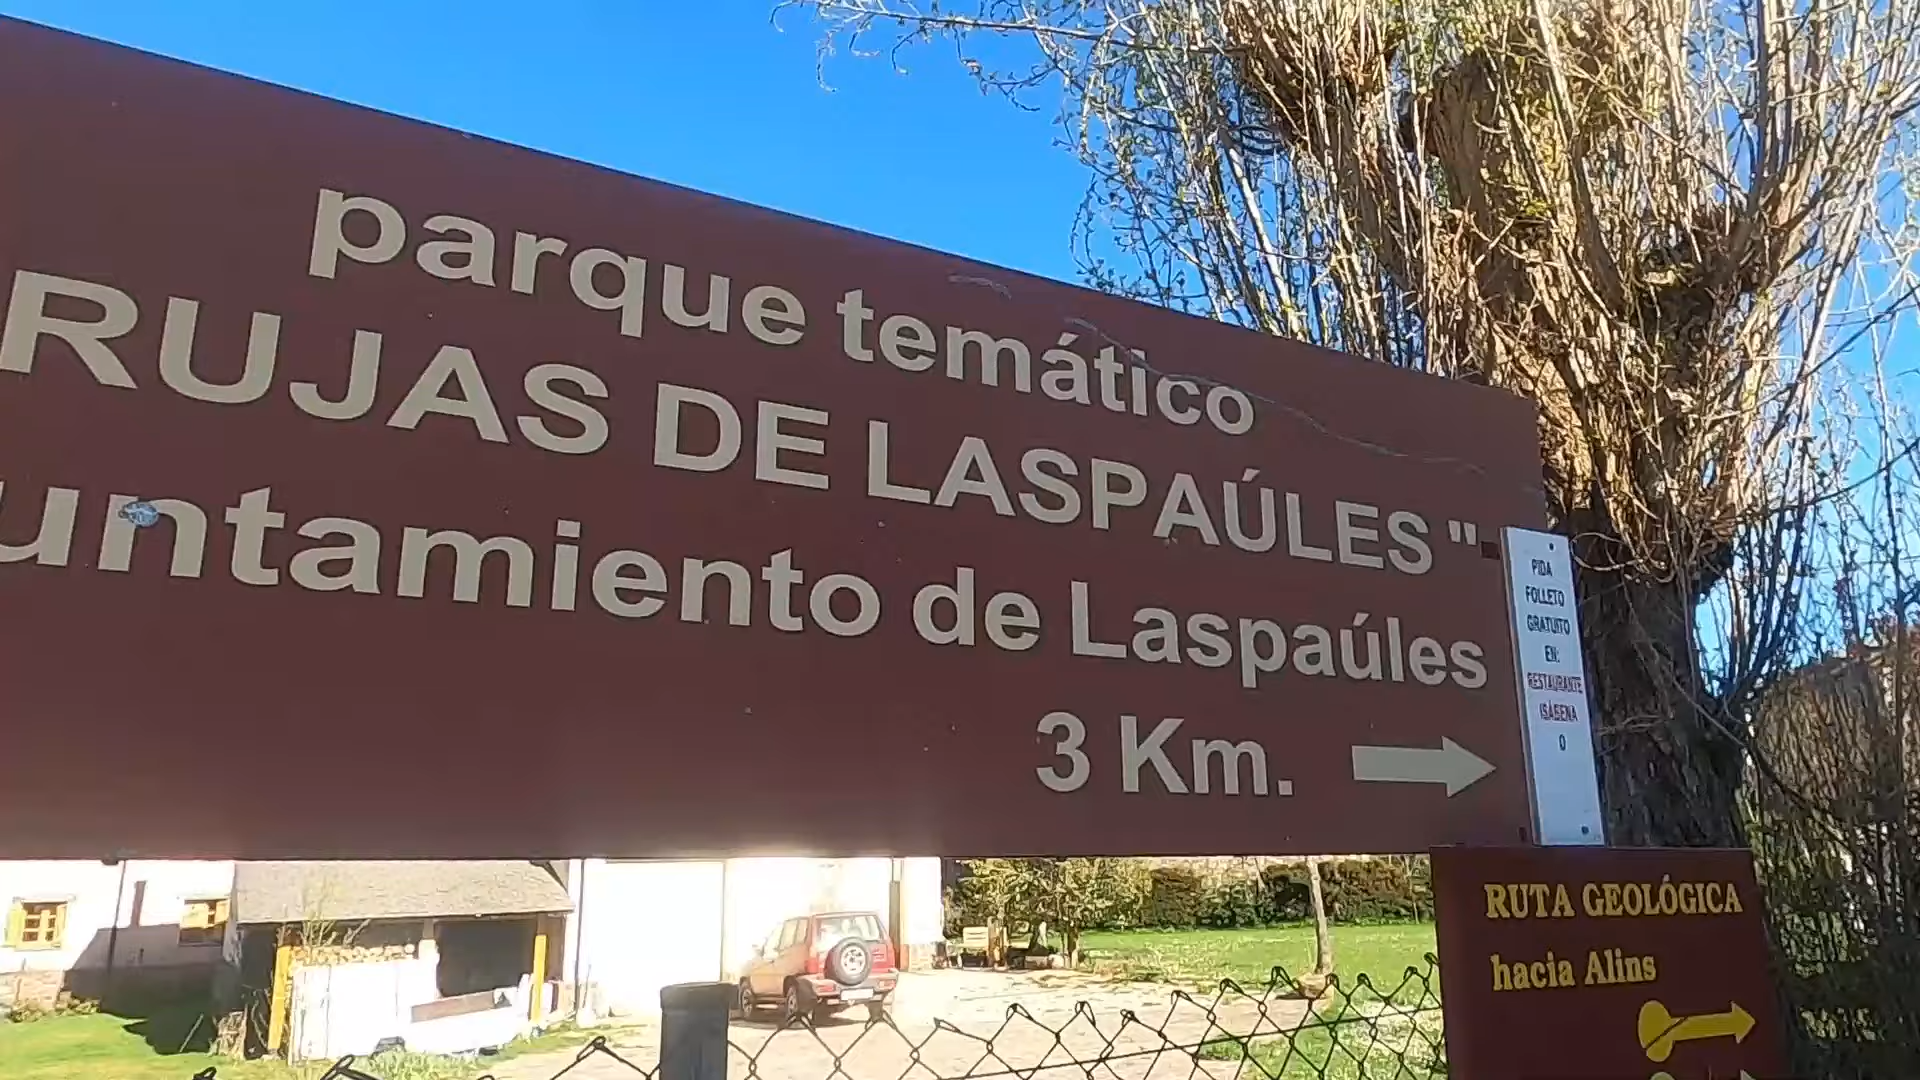 parque temático
RUJAS DE LASPAÚLES "
untamiento de Laspaúles
3 Km.
PIDA
FOLLETO
GRATUITO
EN:
RESTAURANTE
ISÁBENA
O
RUTA GEOLÓGICA
hacia Alins